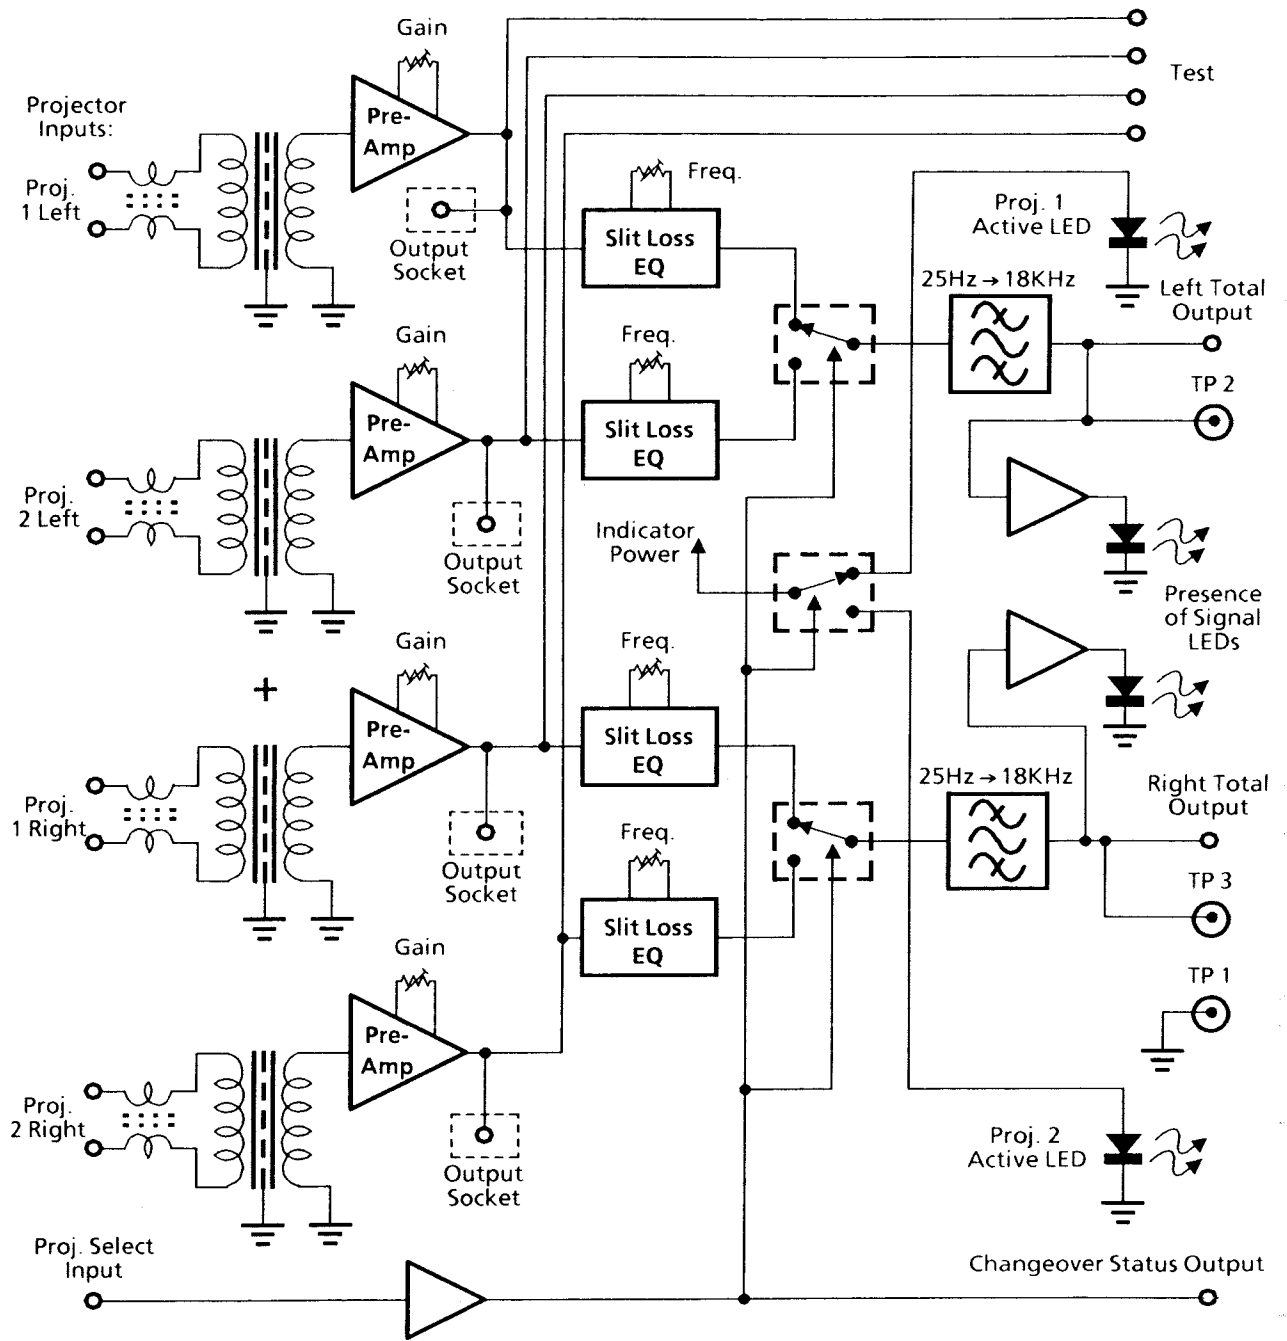 Projector
Inputs:
Proj.
1 Left
Gain
Pre-
Amp
Output
Socket
Freq.
Slit Loss
EQ
Test
Proj. 1
Active LED
25Hz→18KHz
Left Total
Output
TP 2
Proj.
2 Left
Gain
Pre-
Amp
Output
Socket
Freq.
Slit Loss
EQ
Indicator
Power
Presence
of Signal
LEDs
+
Proj.
1 Right
Gain
Pre-
Amp
Output
Socket
Freq.
Slit Loss
EQ
25Hz→18KHz
Right Total
Output
TP 3
TP 1
Proj.
2 Right
Gain
Pre-
Amp
Output
Socket
Freq.
Slit Loss
EQ
Proj. 2
Active LED
Proj. Select
Input
Changeover Status Output